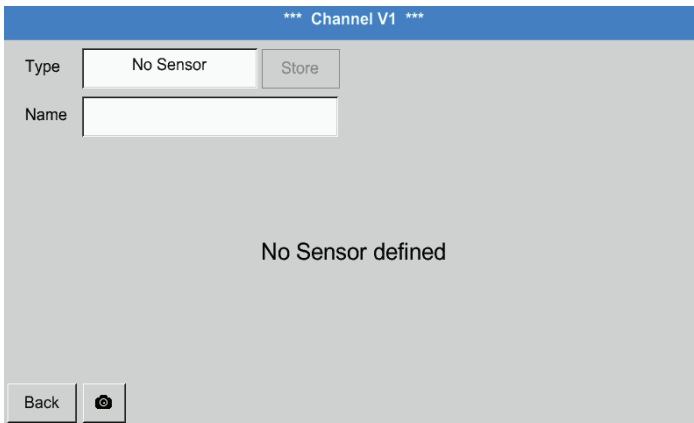 *** Channel V1 ***
Type No Sensor Store
Name
No Sensor defined
Back